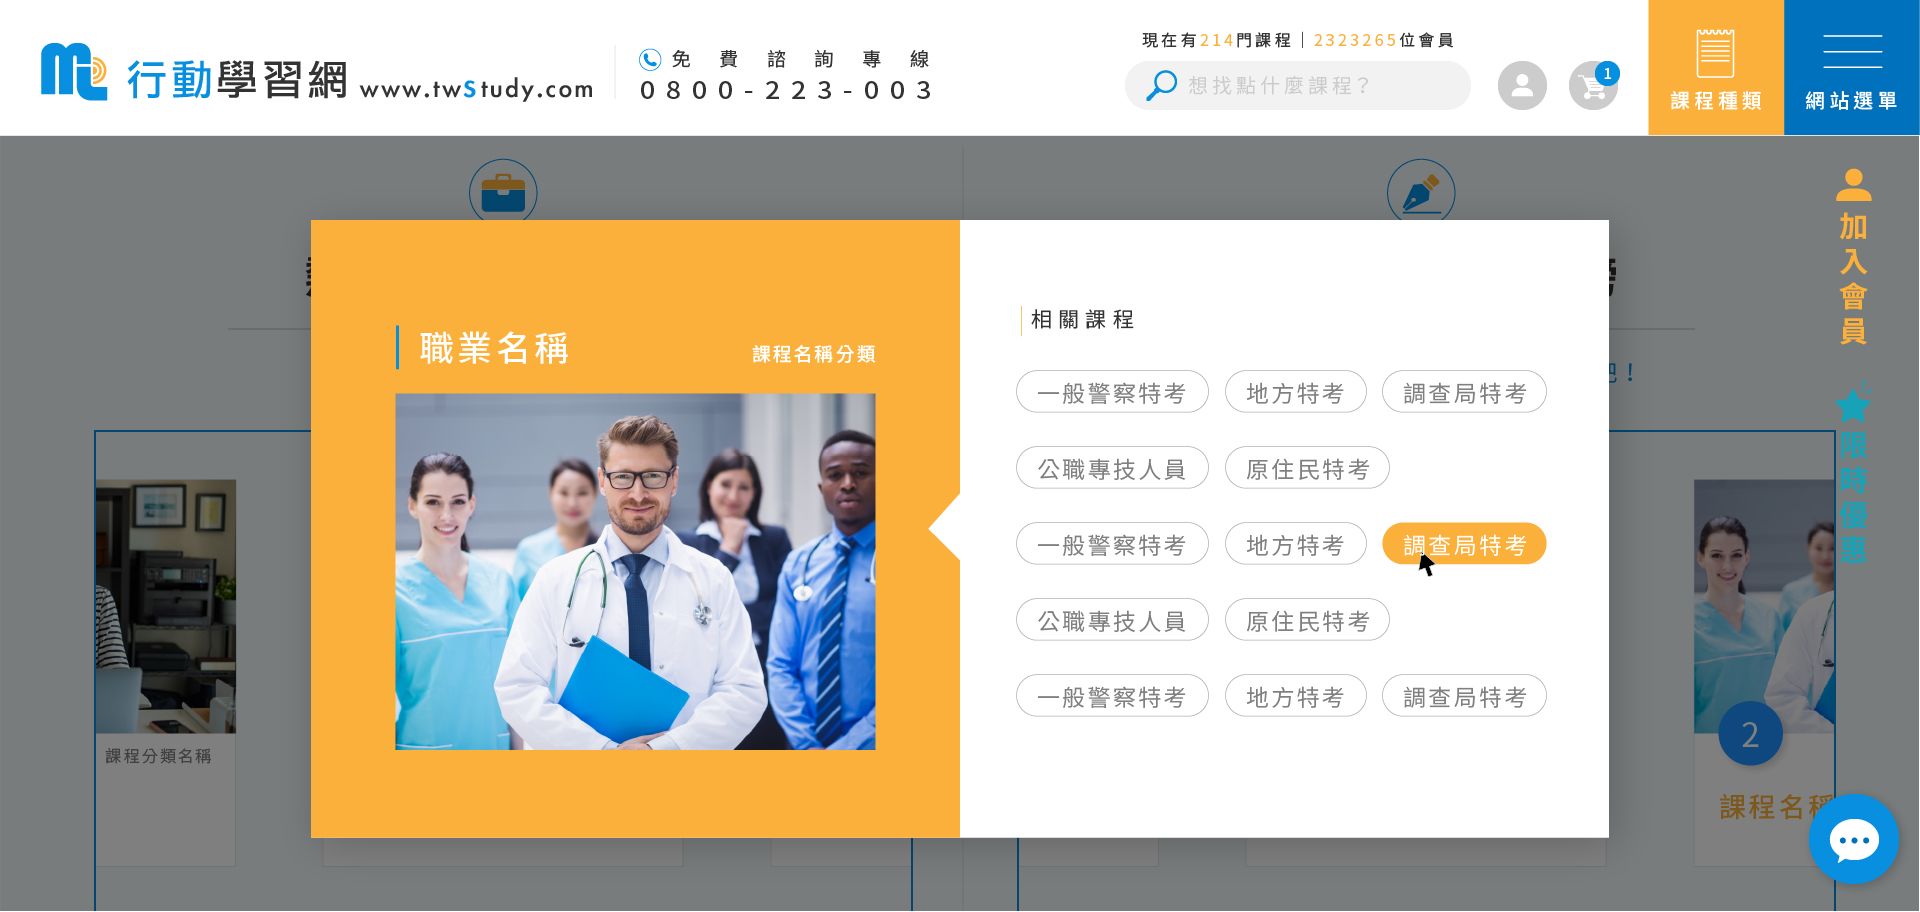 行動學習網 www.twStudy.com
免費諮詢專線
0800-223-003
現在有214門課程｜2323265位會員
想找點什麼課程？
1
課程種類
網站選單
加入會員
限時優惠
職業名稱
課程名稱分類
相關課程
一般警察特考 地方特考 調查局特考
公職專技人員 原住民特考
一般警察特考 地方特考 調查局特考
公職專技人員 原住民特考
一般警察特考 地方特考 調查局特考
吧！
課程分類名稱
2
課程名稱